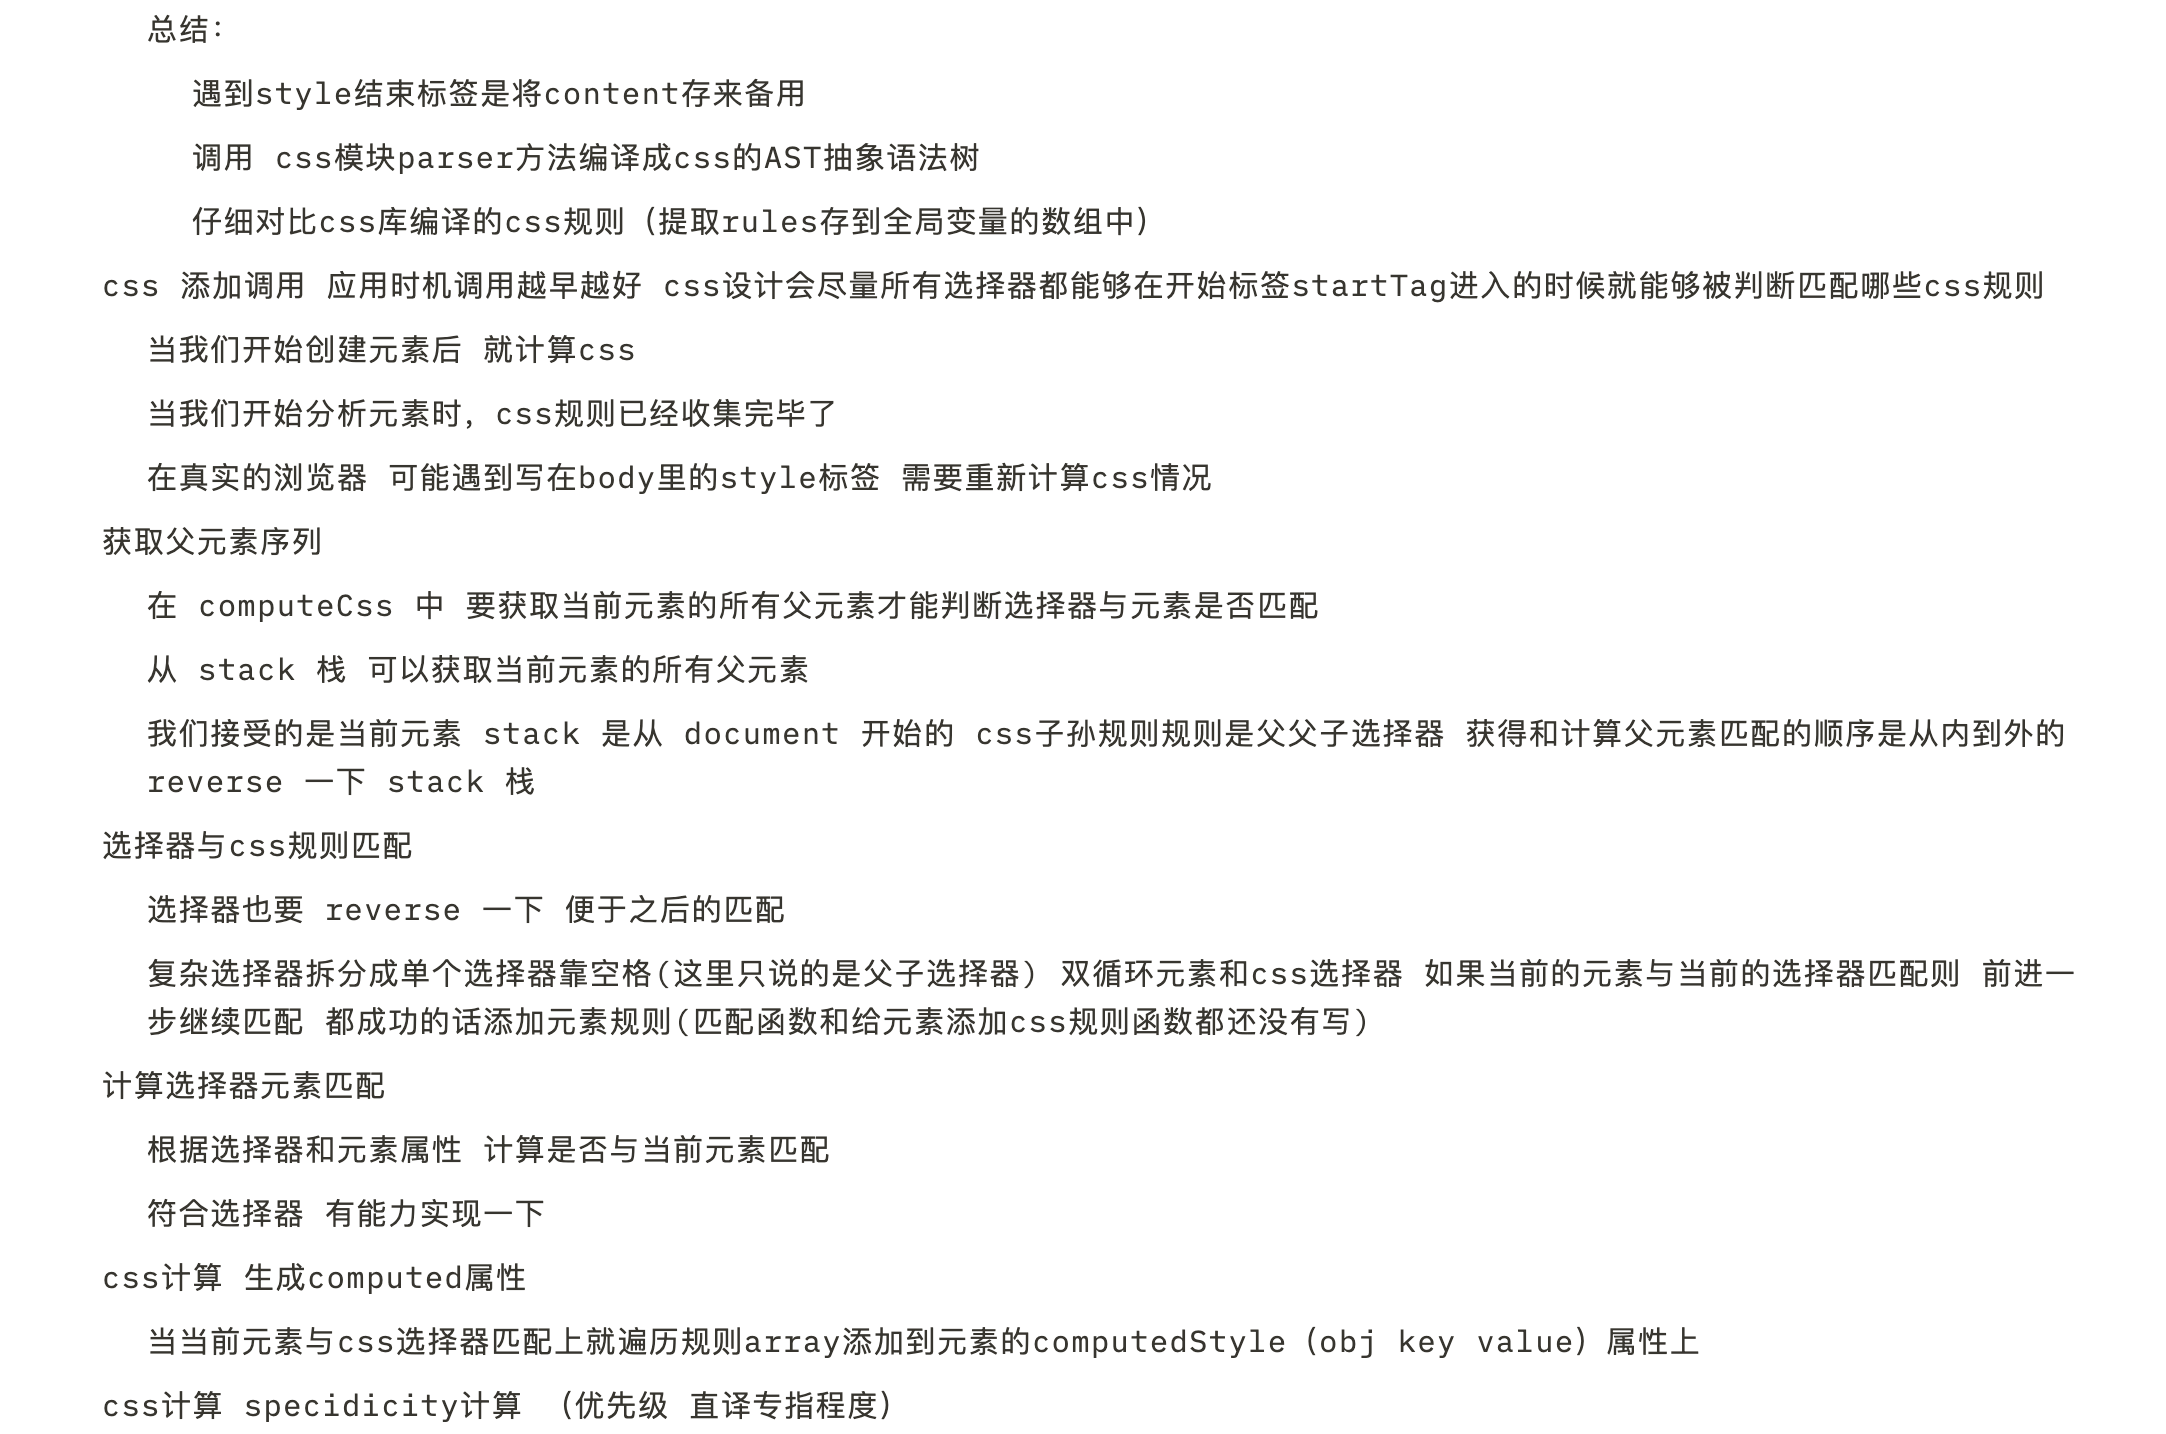 总结：
遇到style结束标签是将content存来备用
调用 css模块parser方法编译成css的AST抽象语法树
仔细对比css库编译的css规则（提取rules存到全局变量的数组中）
css 添加调用 应用时机调用越早越好 css设计会尽量所有选择器都能够在开始标签startTag进入的时候就能够被判断匹配哪些css规则
当我们开始创建元素后 就计算css
当我们开始分析元素时，css规则已经收集完毕了
在真实的浏览器 可能遇到写在body里的style标签 需要重新计算css情况
获取父元素序列
在 computeCss 中 要获取当前元素的所有父元素才能判断选择器与元素是否匹配
从 stack 栈 可以获取当前元素的所有父元素
我们接受的是当前元素 stack 是从 document 开始的 css子孙规则规则是父父子选择器 获得和计算父元素匹配的顺序是从内到外的
reverse 一下 stack 栈
选择器与css规则匹配
选择器也要 reverse 一下 便于之后的匹配
复杂选择器拆分成单个选择器靠空格(这里只说的是父子选择器) 双循环元素和css选择器 如果当前的元素与当前的选择器匹配则 前进一
步继续匹配 都成功的话添加元素规则(匹配函数和给元素添加css规则函数都还没有写)
计算选择器元素匹配
根据选择器和元素属性 计算是否与当前元素匹配
符合选择器 有能力实现一下
css计算 生成computed属性
当当前元素与css选择器匹配上就遍历规则array添加到元素的computedStyle（obj key value）属性上
css计算 specidicity计算 （优先级 直译专指程度）